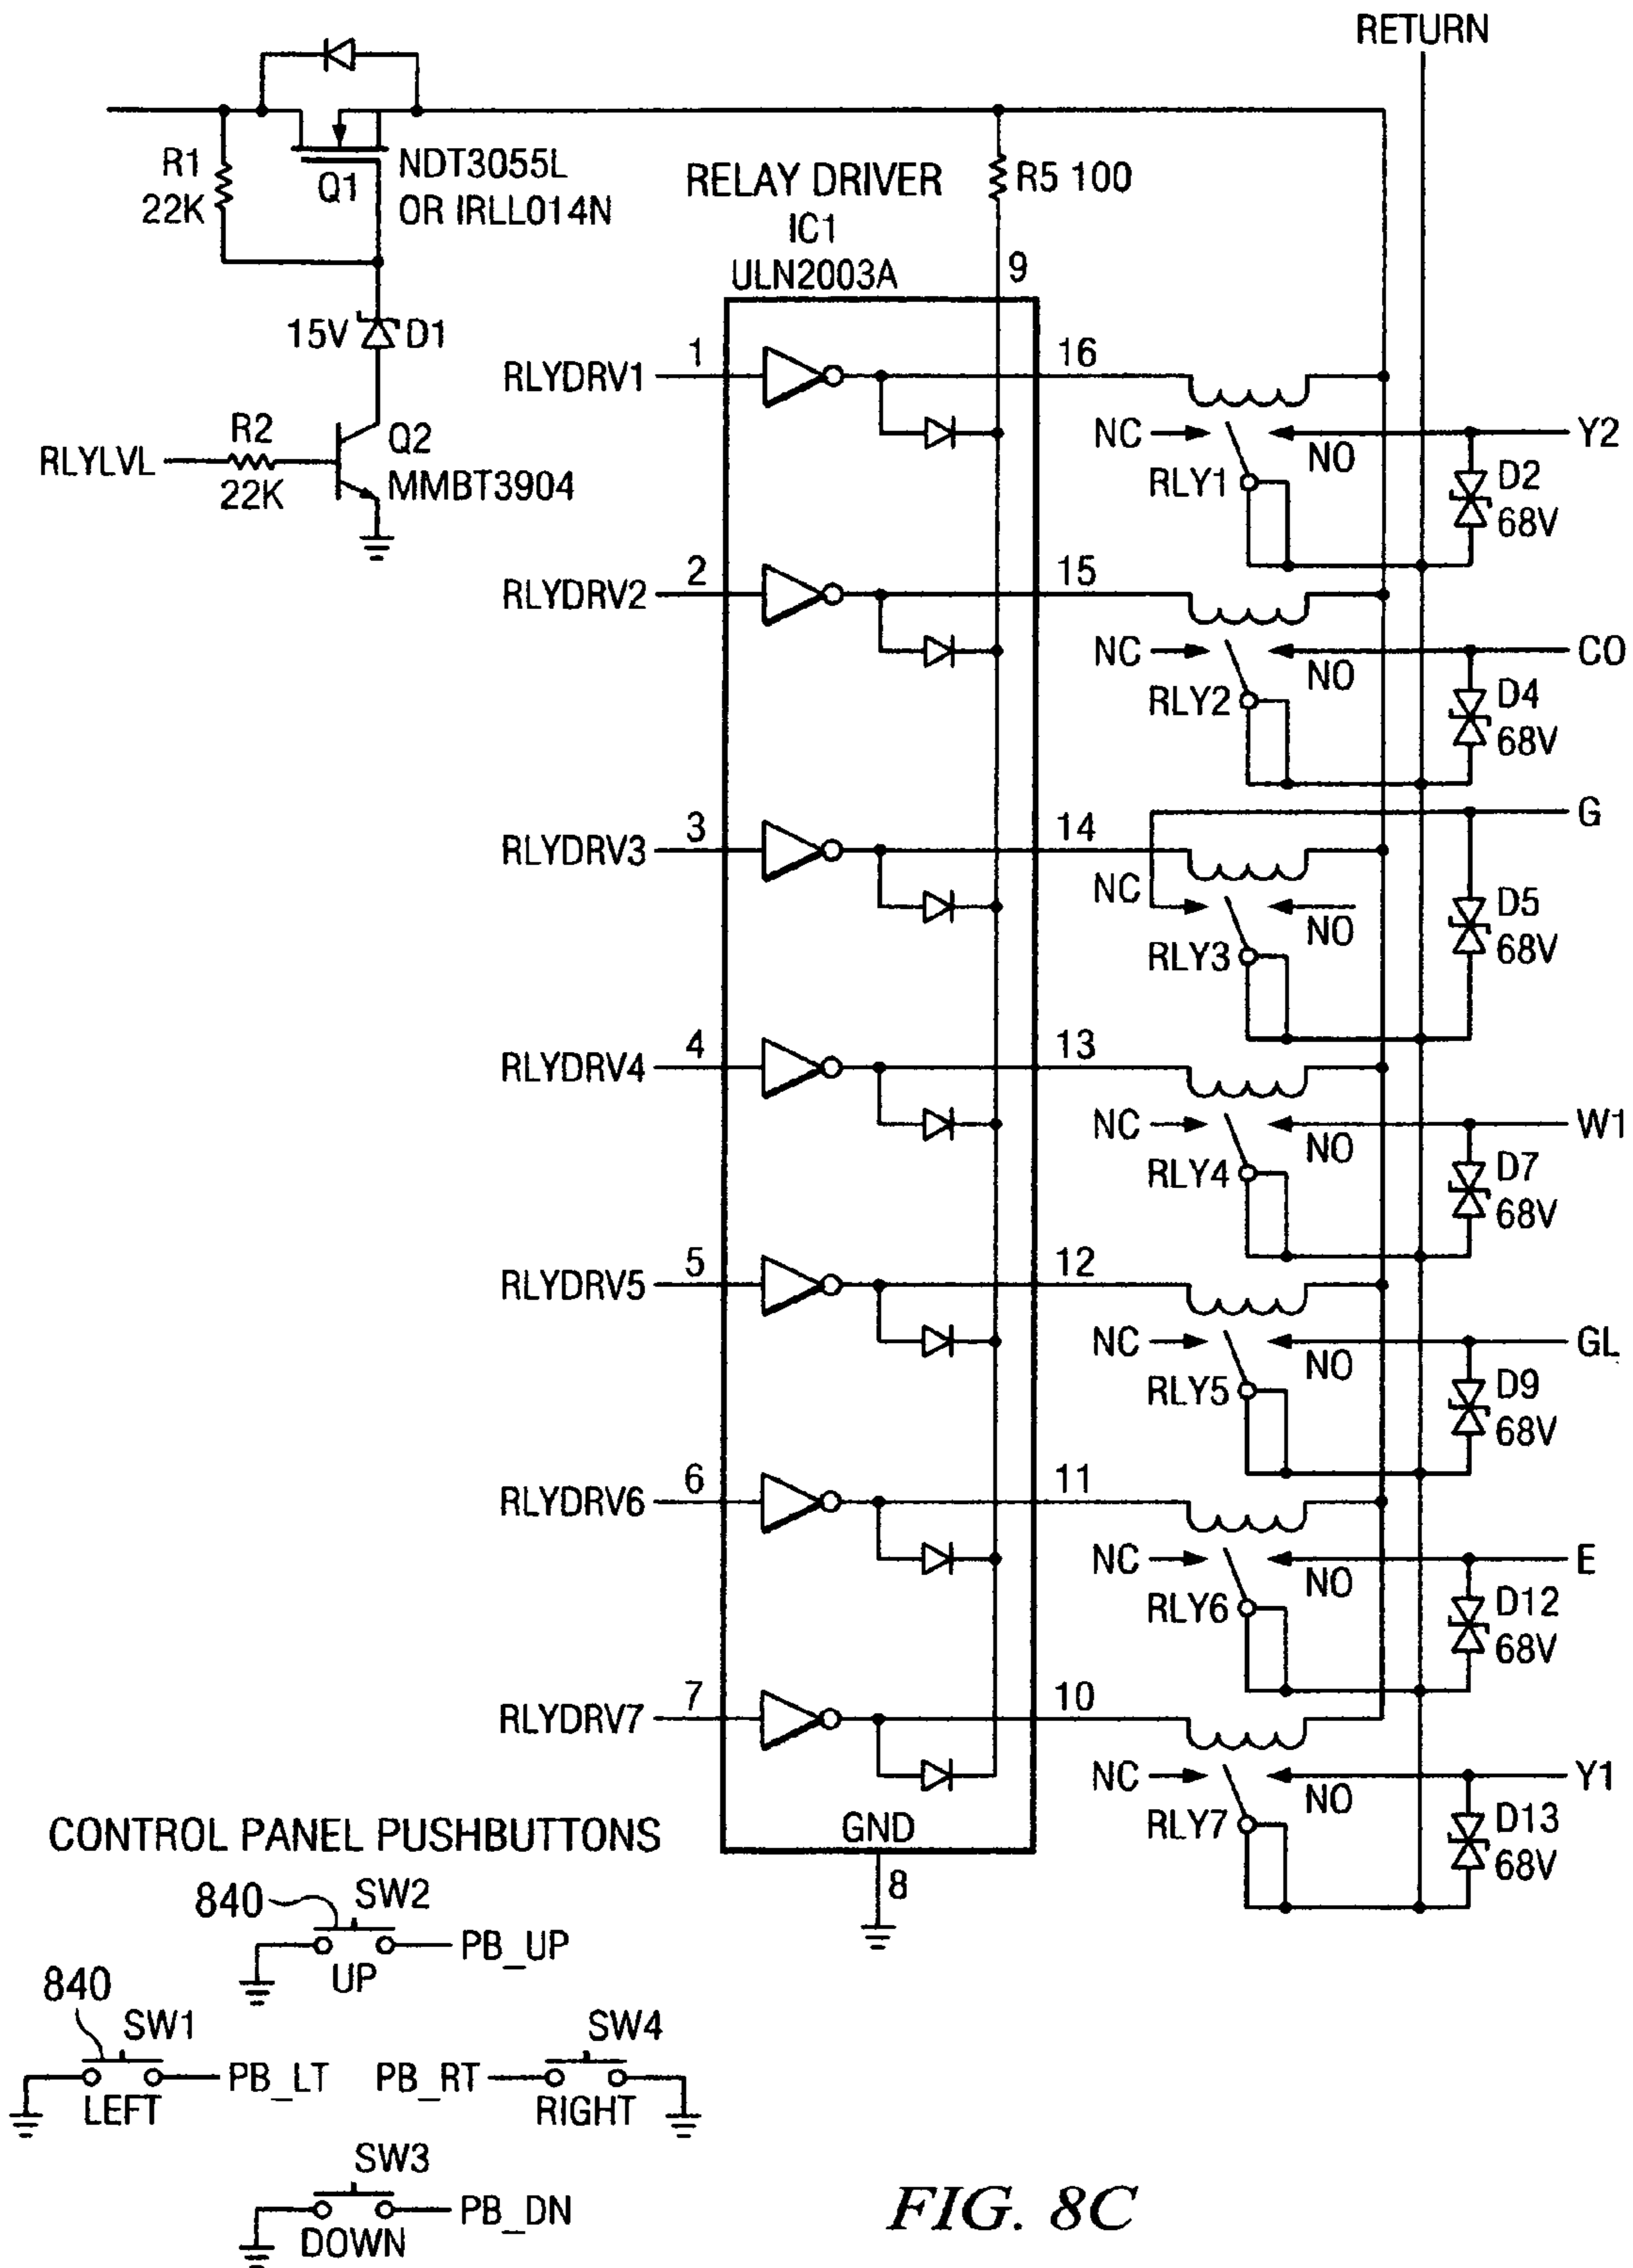 RETURN
R1
22K
Q1
NDT3055L
OR IRLL014N
RELAY DRIVER
IC1
ULN2003A
R5 100
9
15V
D1
RLYLVL
R2
22K
Q2
MMBT3904
RLYDRV1
1
16
NC
NO
RLY1
Y2
D2
68V
RLYDRV2
2
15
NC
NO
RLY2
CO
D4
68V
G
RLYDRV3
3
14
NC
NO
RLY3
D5
68V
RLYDRV4
4
13
NC
NO
RLY4
W1
D7
68V
RLYDRV5
5
12
NC
NO
RLY5
GL
D9
68V
RLYDRV6
6
11
NC
NO
RLY6
E
D12
68V
RLYDRV7
7
10
NC
NO
RLY7
Y1
D13
68V
GND
8
CONTROL PANEL PUSHBUTTONS
840
SW2
PB_UP
UP
840
SW1
PB_LT
LEFT
SW4
PB_RT
RIGHT
SW3
PB_DN
DOWN
FIG. 8C